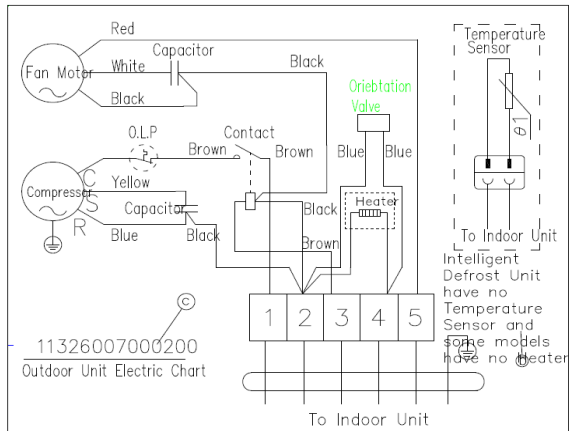 Red
Capacitor
Fan Motor
White
Black
Black
Temperature
Sensor
θ1
Oriebtation
Valve
O.L.P
Contact
Brown
Brown
Blue
Blue
C
Yellow
Compressor
S
Capacitor
R
Blue
Black
Black
Heater
Brown
To Indoor Unit
Intelligent
Defrost Unit
have no
Temperature
Sensor and
some models
have no Heater
1
2
3
4
5
C
11326007000200
Outdoor Unit Electric Chart
To Indoor Unit